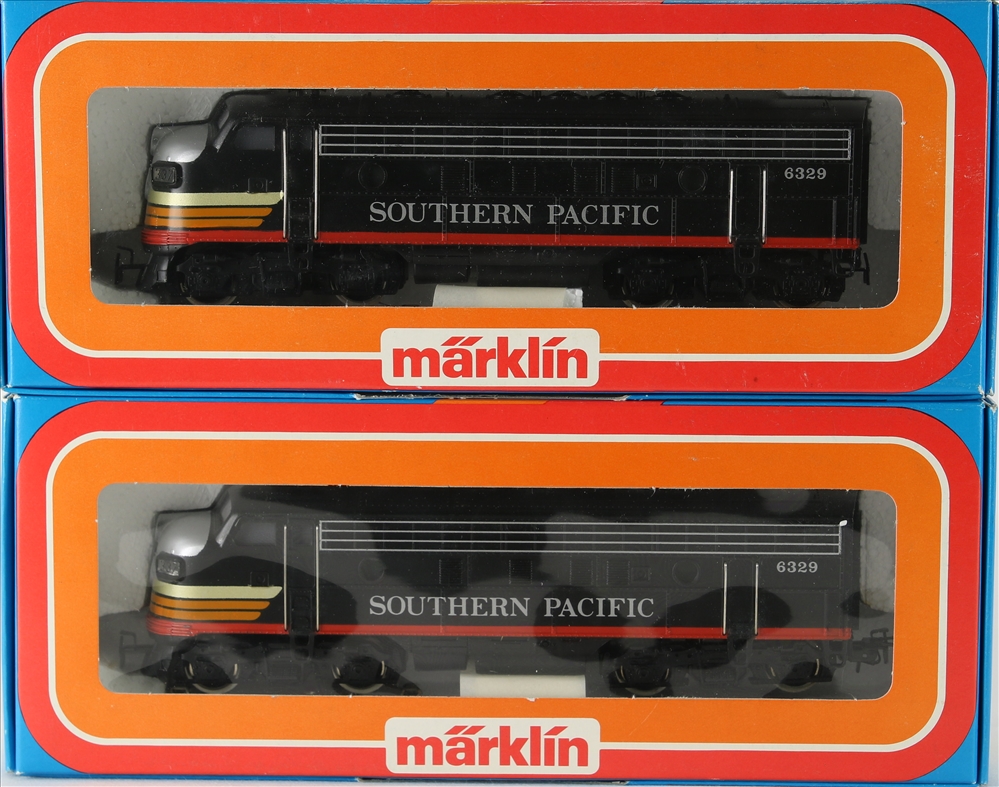 6329
SOUTHERN PACIFIC
märklin
6329
SOUTHERN PACIFIC
märklin